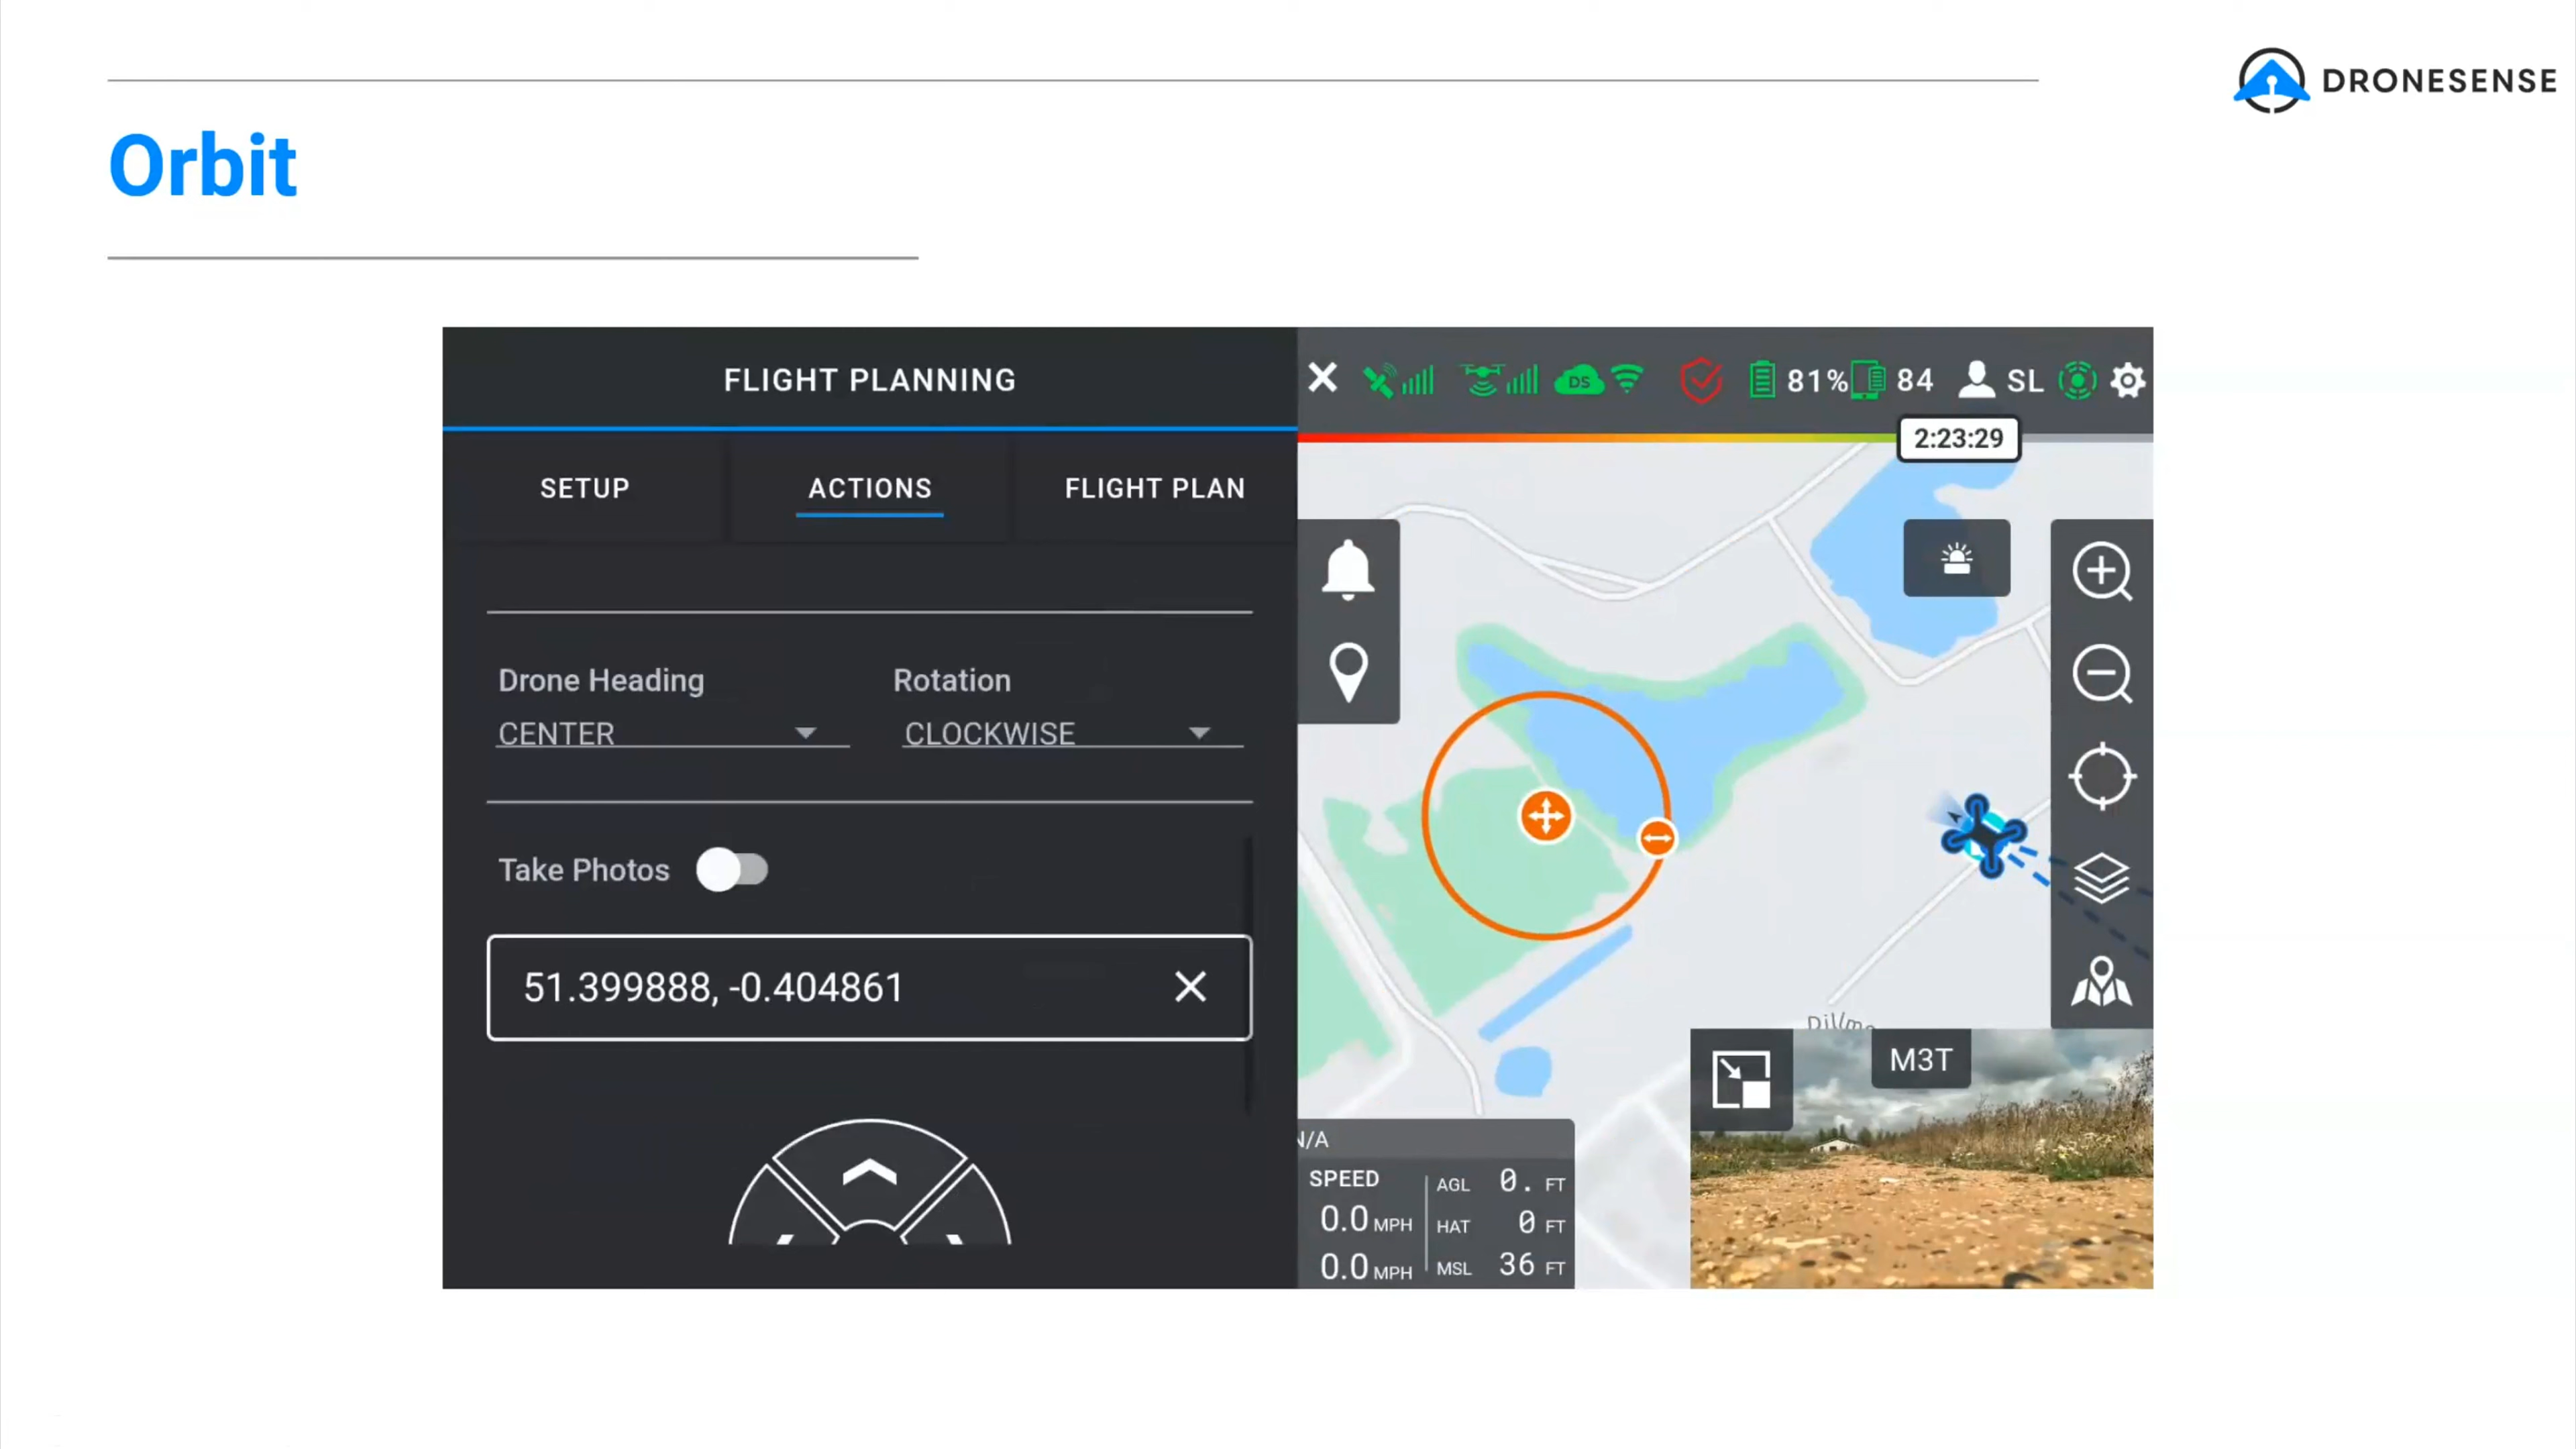 DRONESENSE
Orbit
FLIGHT PLANNING
DS
81%
84
SL
2:23:29
SETUP
ACTIONS
FLIGHT PLAN
Drone Heading
Rotation
CENTER
CLOCKWISE
Take Photos
51.399888, -0.404861
M3T
N/A
SPEED
AGL 0. FT
0.0 MPH
HAT 0 FT
0.0 MPH
MSL 36 FT